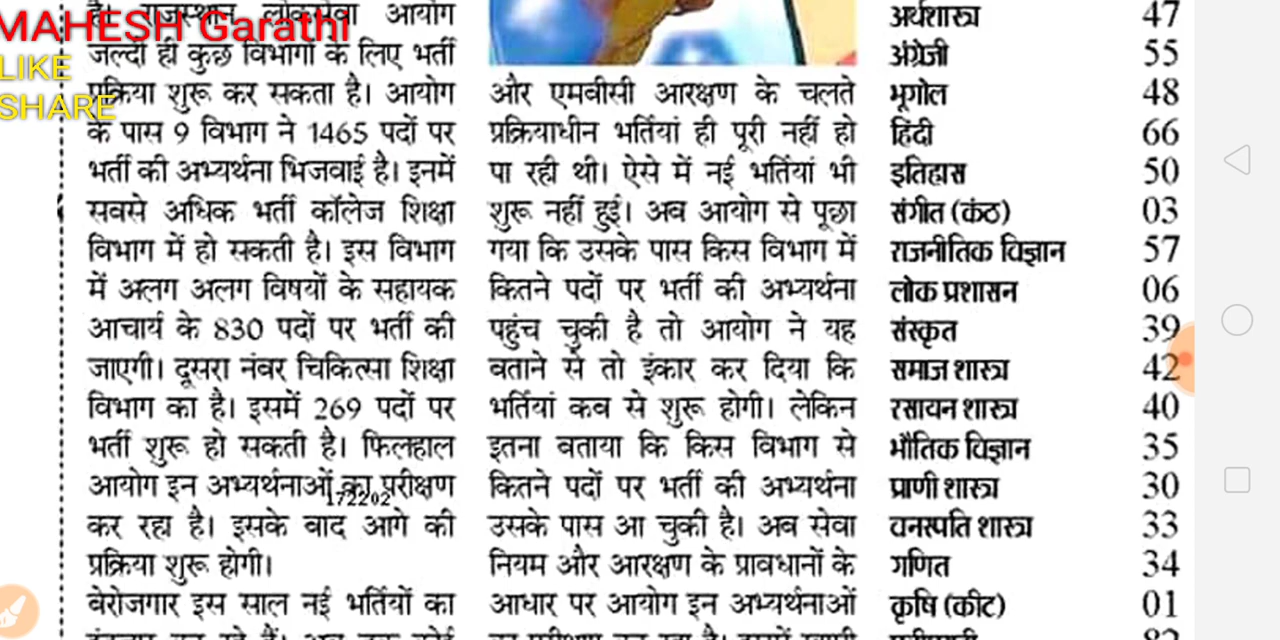 है। राजस्थान लोकसेवा आयोग
MAHESH Garathi
जल्दी ही कुछ विभागों के लिए भर्ती
LIKE
प्रक्रिया शुरू कर सकता है। आयोग
SHARE
के पास 9 विभाग ने 1465 पदों पर
भर्ती की अभ्यर्थना भिजवाई है। इनमें
सबसे अधिक भर्ती कॉलेज शिक्षा
विभाग में हो सकती है। इस विभाग
में अलग अलग विषयों के सहायक
आचार्य के 830 पदों पर भर्ती की
जाएगी। दूसरा नंबर चिकित्सा शिक्षा
विभाग का है। इसमें 269 पदों पर
भर्ती शुरू हो सकती है। फिलहाल
आयोग इन अभ्यर्थनाओं का परीक्षण
172202
कर रहा है। इसके बाद आगे की
प्रक्रिया शुरू होगी।
बेरोजगार इस साल नई भर्तियों का
और एमबीसी आरक्षण के चलते
प्रक्रियाधीन भर्तियां ही पूरी नहीं हो
पा रही थी। ऐसे में नई भर्तियां भी
शुरू नहीं हुई। अब आयोग से पूछा
गया कि उसके पास किस विभाग में
कितने पदों पर भर्ती की अभ्यर्थना
पहुंच चुकी है तो आयोग ने यह
बताने से तो इंकार कर दिया कि
भर्तियां कब से शुरू होगी। लेकिन
इतना बताया कि किस विभाग से
कितने पदों पर भर्ती की अभ्यर्थना
उसके पास आ चुकी है। अब सेवा
नियम और आरक्षण के प्रावधानों के
आधार पर आयोग इन अभ्यर्थनाओं
अर्थशास्त्र 47
अंग्रेजी 55
भूगोल 48
हिंदी 66
इतिहास 50
संगीत (कंठ) 03
राजनीतिक विज्ञान 57
लोक प्रशासन 06
संस्कृत 39
समाज शास्त्र 42
रसायन शास्त्र 40
भौतिक विज्ञान 35
प्राणी शास्त्र 30
वनस्पति शास्त्र 33
गणित 34
कृषि (कीट) 01